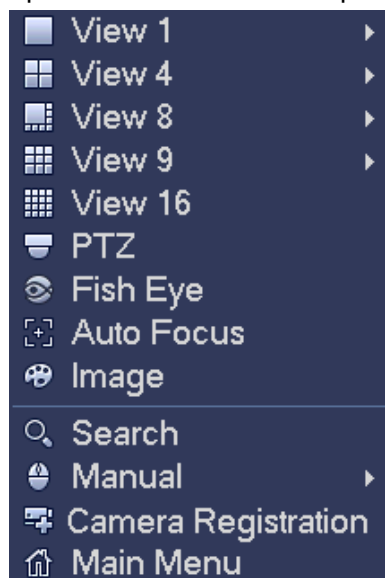 View 1
View 4
View 8
View 9
View 16
PTZ
Fish Eye
Auto Focus
Image
Search
Manual
Camera Registration
Main Menu